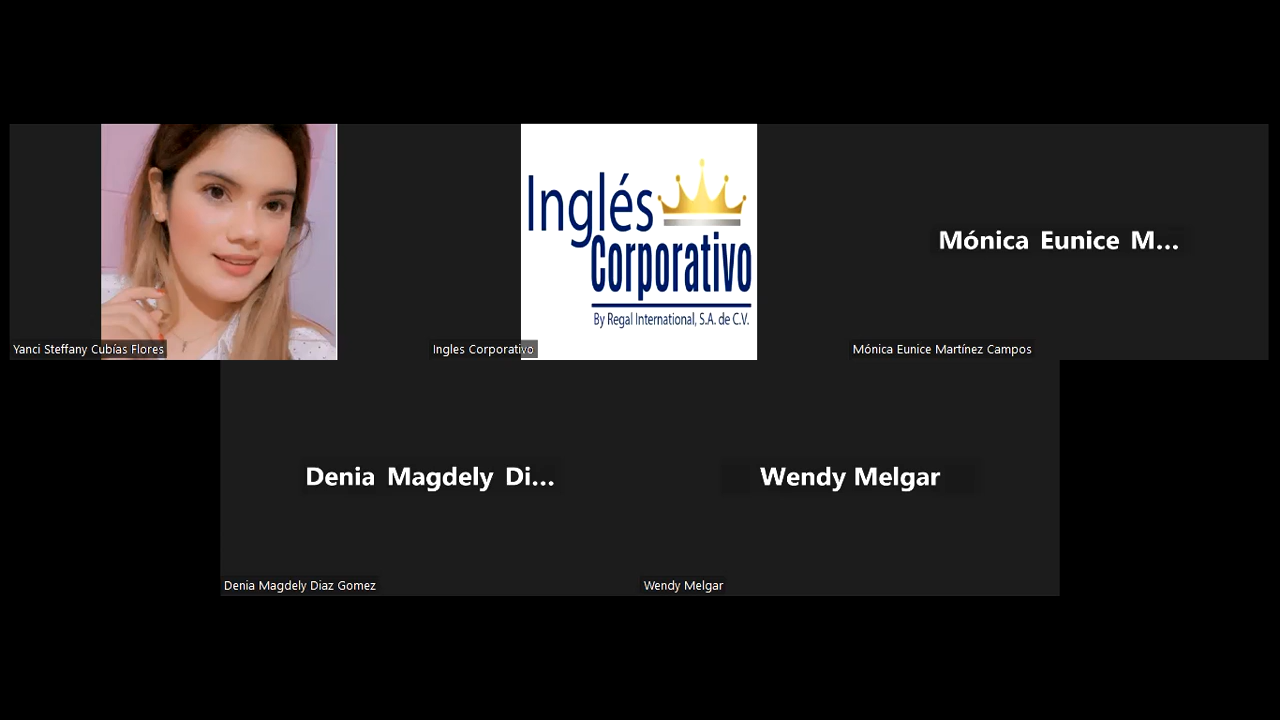 Inglés
Corporativo
By Regal International, S.A. de C.V.
Mónica Eunice M...
Yanci Steffany Cubías Flores
Ingles Corporativo
Mónica Eunice Martínez Campos
Denia Magdely Di...
Wendy Melgar
Denia Magdely Diaz Gomez
Wendy Melgar